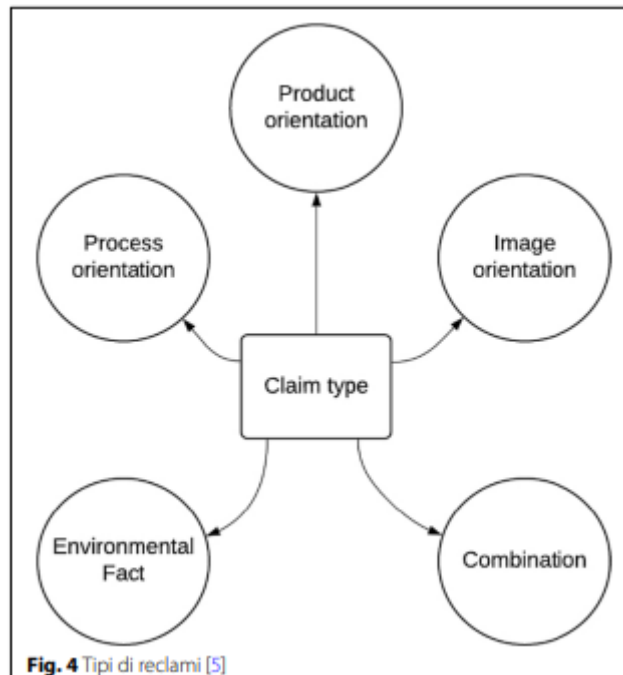 Product
orientation
Process
orientation
Image
orientation
Claim type
Environmental
Fact
Combination
Fig. 4 Tipi di reclami [5]